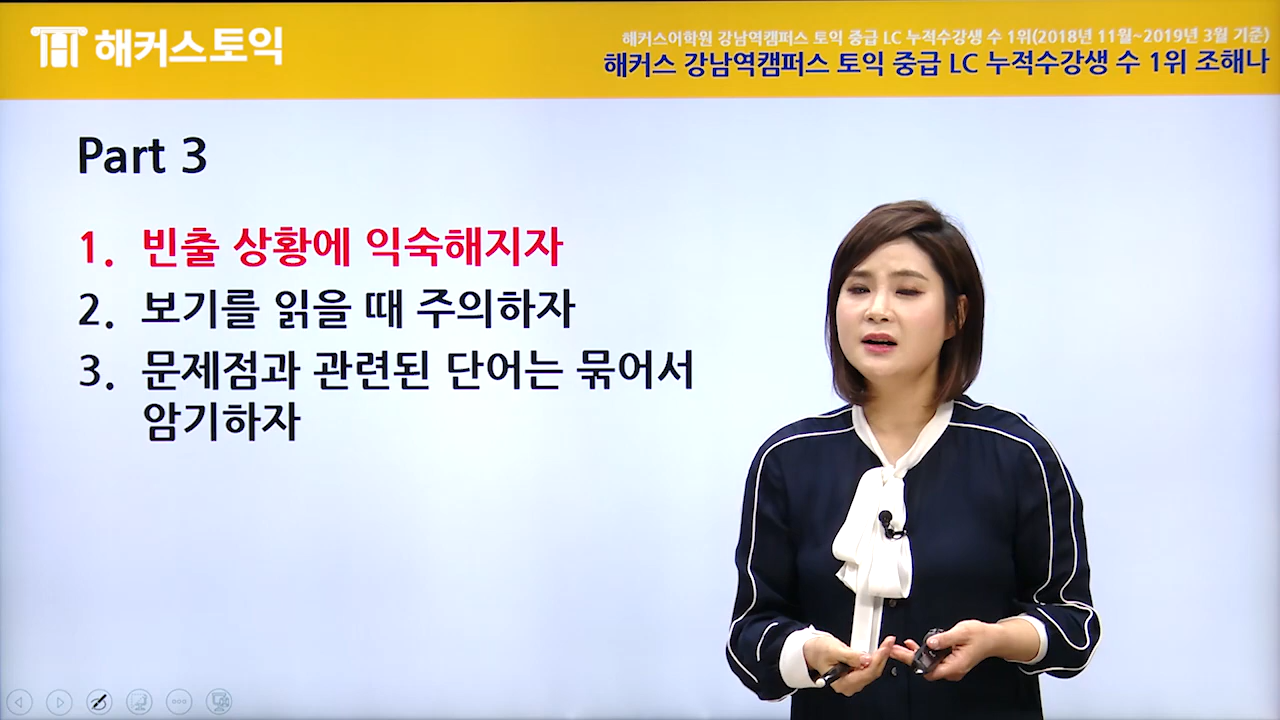 해커스토익
해커스어학원 강남역캠퍼스 토익 중급 LC 누적수강생 수 1위(2018년 11월~2019년 3월 기준)
해커스 강남역캠퍼스 토익 중급 LC 누적수강생 수 1위 조해나
Part 3
1. 빈출 상황에 익숙해지자
2. 보기를 읽을 때 주의하자
3. 문제점과 관련된 단어는 묶어서
암기하자